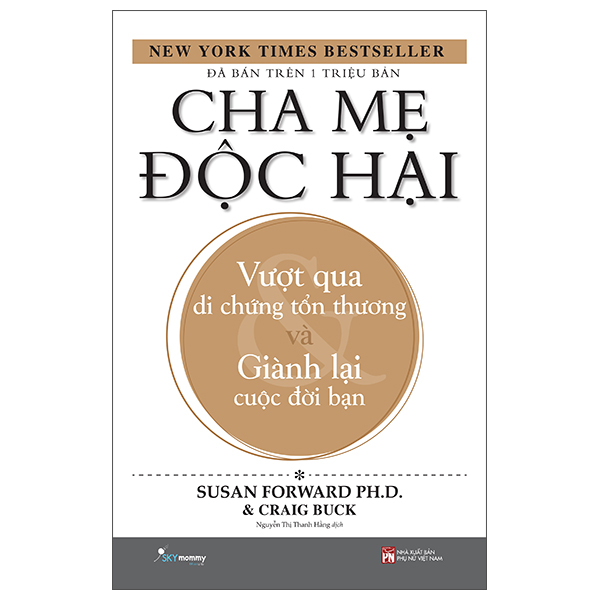 NEW YORK TIMES BESTSELLER
ĐÃ BÁN TRÊN 1 TRIỆU BẢN
CHA MẸ
ĐỘC HẠI
&
Vượt qua
di chứng tổn thương
và
Giành lại
cuộc đời bạn
*
SUSAN FORWARD PH.D.
& CRAIG BUCK
Nguyễn Thị Thanh Hằng dịch
SKYmommy
PN
NHÀ XUẤT BẢN
PHỤ NỮ VIỆT NAM